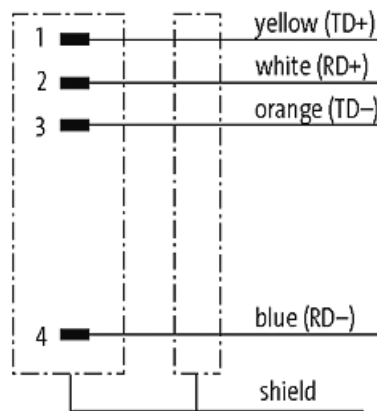 1 yellow (TD+)
2 white (RD+)
3 orange (TD–)
4 blue (RD–)
shield